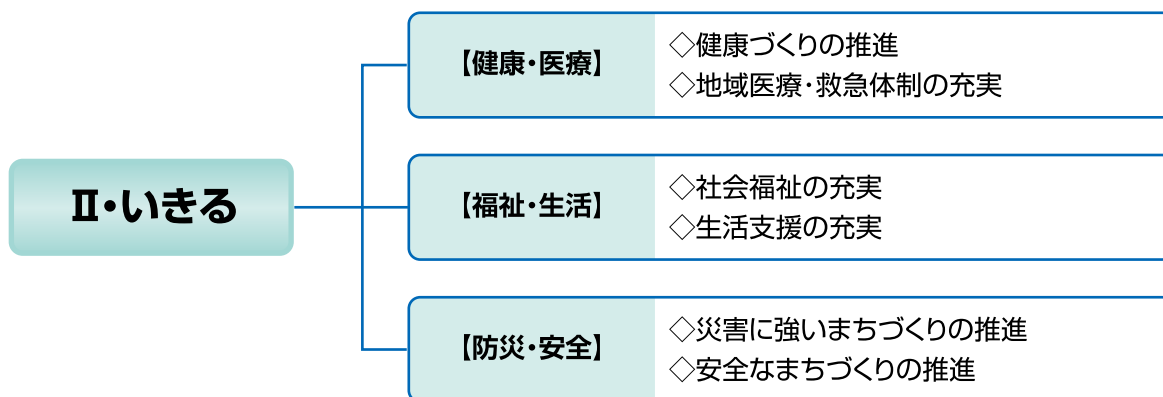 Ⅱ・いきる
【健康・医療】
◇健康づくりの推進
◇地域医療・救急体制の充実
【福祉・生活】
◇社会福祉の充実
◇生活支援の充実
【防災・安全】
◇災害に強いまちづくりの推進
◇安全なまちづくりの推進